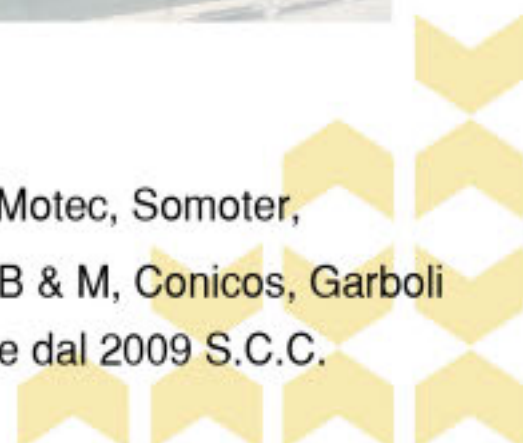 Motec, Somoter,
B & M, Conicos, Garboli
e dal 2009 S.C.C.